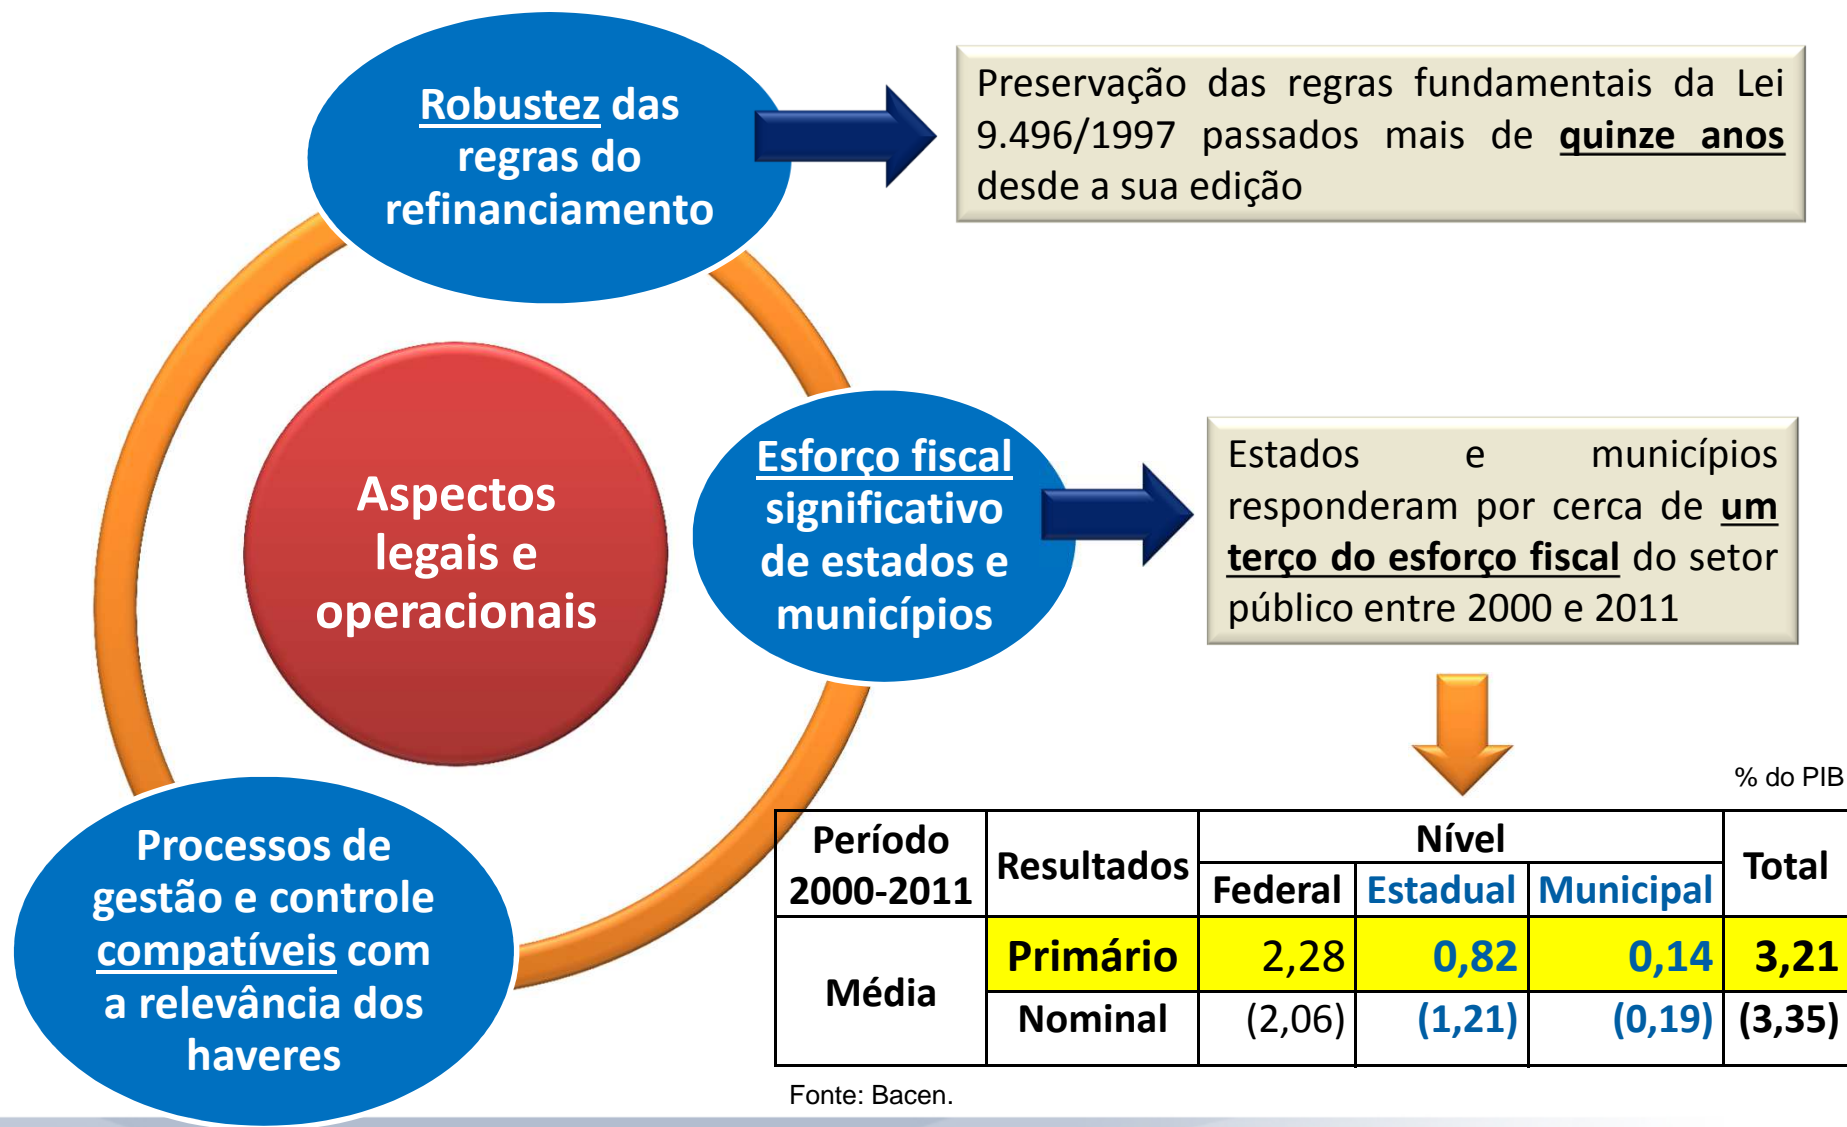 Robustez das
regras do
refinanciamento
Preservação das regras fundamentais da Lei
9.496/1997 passados mais de quinze anos
desde a sua edição
Aspectos
legais e
operacionais
Esforço fiscal
significativo
de estados e
municípios
Estados e municípios
responderam por cerca de um
terço do esforço fiscal do setor
público entre 2000 e 2011
Processos de
gestão e controle
compatíveis com
a relevância dos
haveres
% do PIB
Período
2000-2011
Resultados
Nível
Total
Federal Estadual Municipal
Média
Primário 2,28 0,82 0,14 3,21
Nominal (2,06) (1,21) (0,19) (3,35)
Fonte: Bacen.